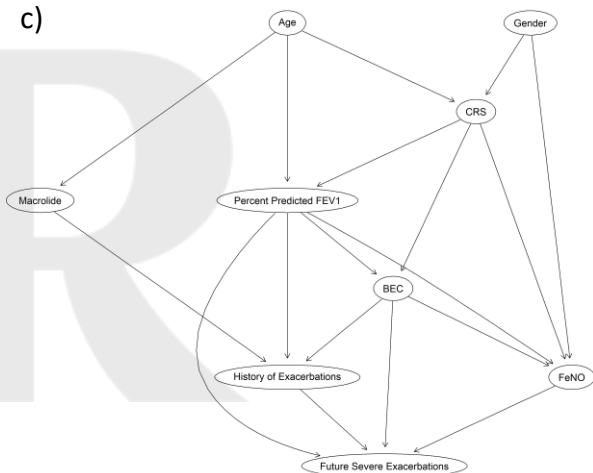 c)
Age
Gender
CRS
Macrolide
Percent Predicted FEV1
BEC
History of Exacerbations
FeNO
Future Severe Exacerbations